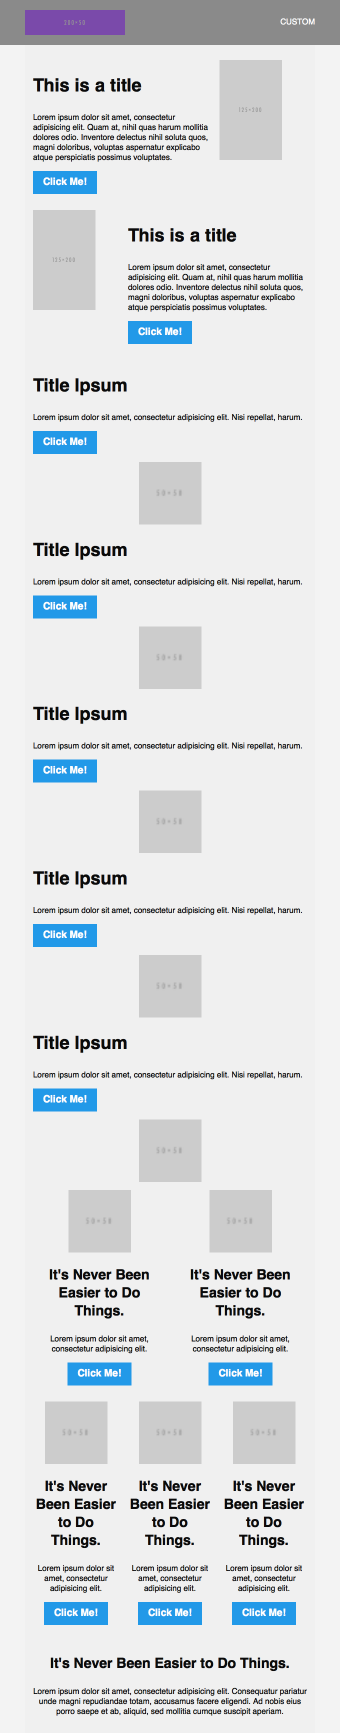 200×50
CUSTOM
This is a title
Lorem ipsum dolor sit amet, consectetur
adipisicing elit. Quam at, nihil quas harum mollitia
dolores odio. Inventore delectus nihil soluta quos,
magni doloribus, voluptas aspernatur explicabo
atque perspiciatis possimus voluptates.
Click Me!
This is a title
Lorem ipsum dolor sit amet, consectetur
adipisicing elit. Quam at, nihil quas harum mollitia
dolores odio. Inventore delectus nihil soluta quos,
magni doloribus, voluptas aspernatur explicabo
atque perspiciatis possimus voluptates.
Click Me!
Title Ipsum
Lorem ipsum dolor sit amet, consectetur adipisicing elit. Nisi repellat, harum.
Click Me!
50×50
Title Ipsum
Lorem ipsum dolor sit amet, consectetur adipisicing elit. Nisi repellat, harum.
Click Me!
50×50
Title Ipsum
Lorem ipsum dolor sit amet, consectetur adipisicing elit. Nisi repellat, harum.
Click Me!
50×50
Title Ipsum
Lorem ipsum dolor sit amet, consectetur adipisicing elit. Nisi repellat, harum.
Click Me!
50×50
Title Ipsum
Lorem ipsum dolor sit amet, consectetur adipisicing elit. Nisi repellat, harum.
Click Me!
50×50
50×50
It's Never Been
Easier to Do
Things.
Lorem ipsum dolor sit amet,
consectetur adipisicing elit.
Click Me!
50×50
It's Never Been
Easier to Do
Things.
Lorem ipsum dolor sit amet,
consectetur adipisicing elit.
Click Me!
50×50
It's Never
Been Easier
to Do
Things.
Lorem ipsum dolor sit
amet, consectetur
adipisicing elit.
Click Me!
50×50
It's Never
Been Easier
to Do
Things.
Lorem ipsum dolor sit
amet, consectetur
adipisicing elit.
Click Me!
50×50
It's Never
Been Easier
to Do
Things.
Lorem ipsum dolor sit
amet, consectetur
adipisicing elit.
Click Me!
It's Never Been Easier to Do Things.
Lorem ipsum dolor sit amet, consectetur adipisicing elit. Consequatur pariatur
unde magni repudiandae totam, accusamus facere eligendi. Ad nobis eius
porro saepe et ab, aliquid, sed mollitia cumque suscipit aperiam.